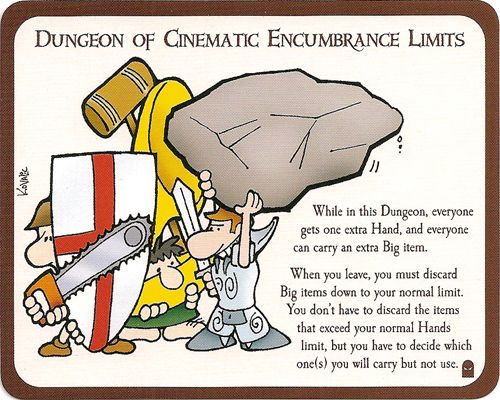 Dungeon of Cinematic Encumbrance Limits
Kovalic
While in this Dungeon, everyone
gets one extra Hand, and everyone
can carry an extra Big item.
When you leave, you must discard
Big items down to your normal limit.
You don't have to discard the items
that exceed your normal Hands
limit, but you have to decide which
one(s) you will carry but not use.